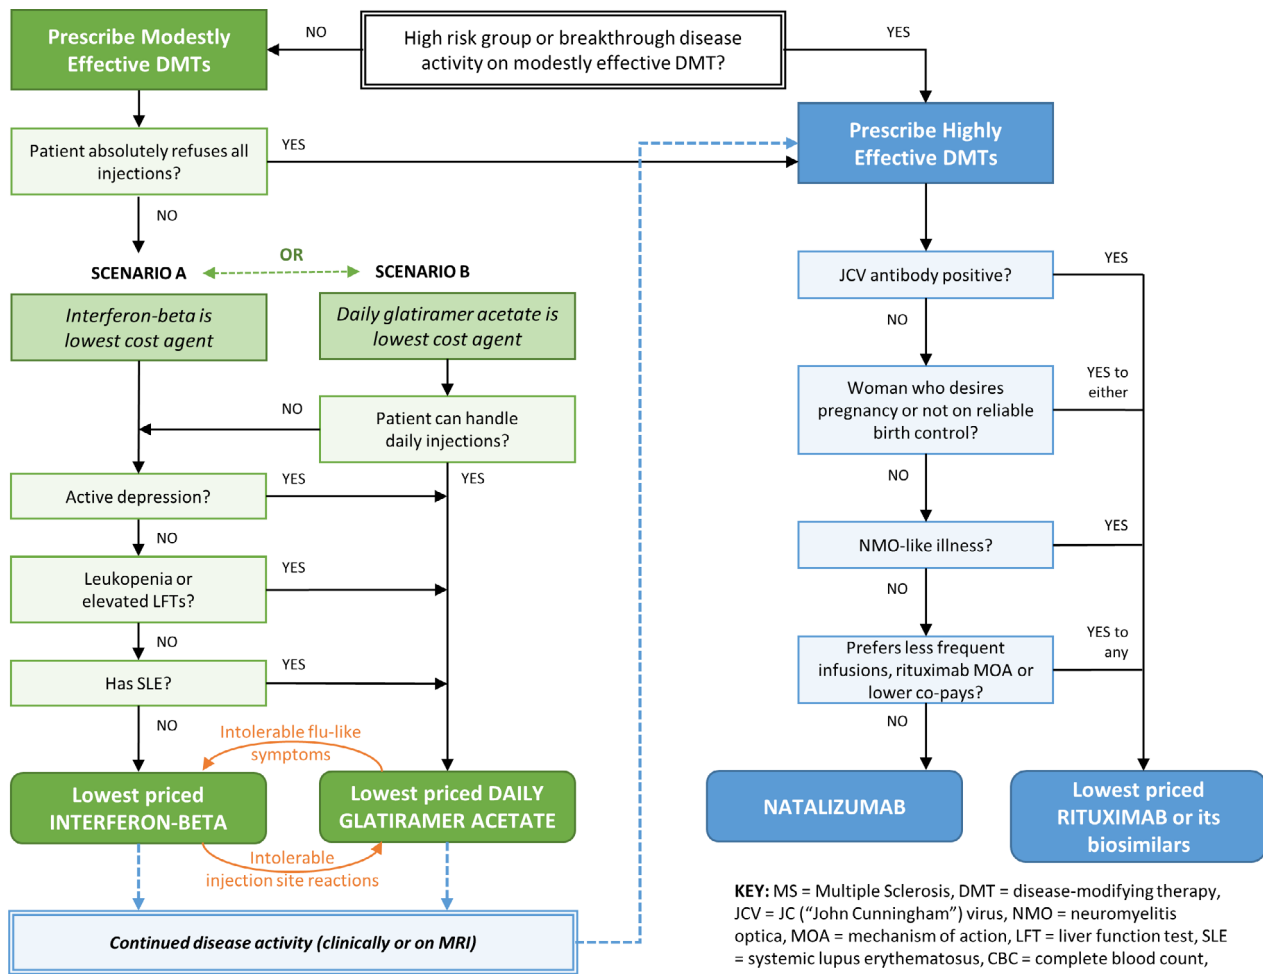 Prescribe Modestly
Effective DMTs
NO
High risk group or breakthrough disease
activity on modestly effective DMT?
YES
Prescribe Highly
Effective DMTs
Patient absolutely refuses all
injections?
YES
NO
SCENARIO A
OR
SCENARIO B
Interferon-beta is
lowest cost agent
Daily glatiramer acetate is
lowest cost agent
NO
Patient can handle
daily injections?
YES
Active depression?
YES
NO
Leukopenia or
elevated LFTs?
YES
NO
Has SLE?
YES
NO
Intolerable flu-like
symptoms
Lowest priced
INTERFERON-BETA
Lowest priced DAILY
GLATIRAMER ACETATE
Intolerable
injection site reactions
Continued disease activity (clinically or on MRI)
JCV antibody positive?
YES
NO
Woman who desires
pregnancy or not on reliable
birth control?
YES to
either
NO
NMO-like illness?
YES
NO
Prefers less frequent
infusions, rituximab MOA or
lower co-pays?
YES to
any
NO
NATALIZUMAB
Lowest priced
RITUXIMAB or its
biosimilars
KEY: MS = Multiple Sclerosis, DMT = disease-modifying therapy,
JCV = JC (“John Cunningham”) virus, NMO = neuromyelitis
optica, MOA = mechanism of action, LFT = liver function test, SLE
= systemic lupus erythematosus, CBC = complete blood count,